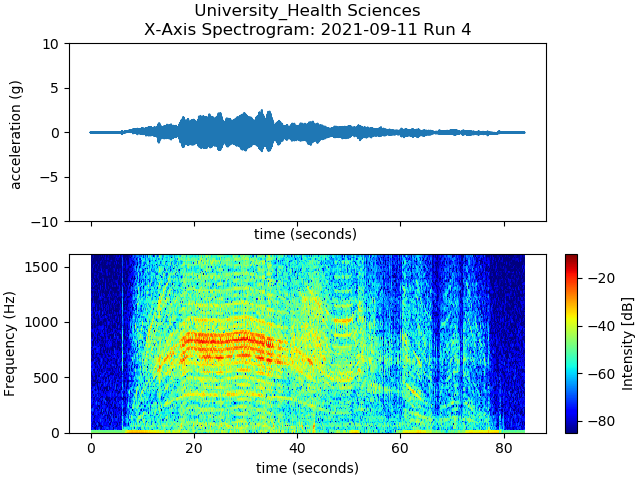 University_Health Sciences
X-Axis Spectrogram: 2021-09-11 Run 4
10
5
0
−5
−10
acceleration (g)
time (seconds)
1500
1000
500
0
Frequency (Hz)
0 20 40 60 80
time (seconds)
−20
−40
−60
−80
Intensity [dB]